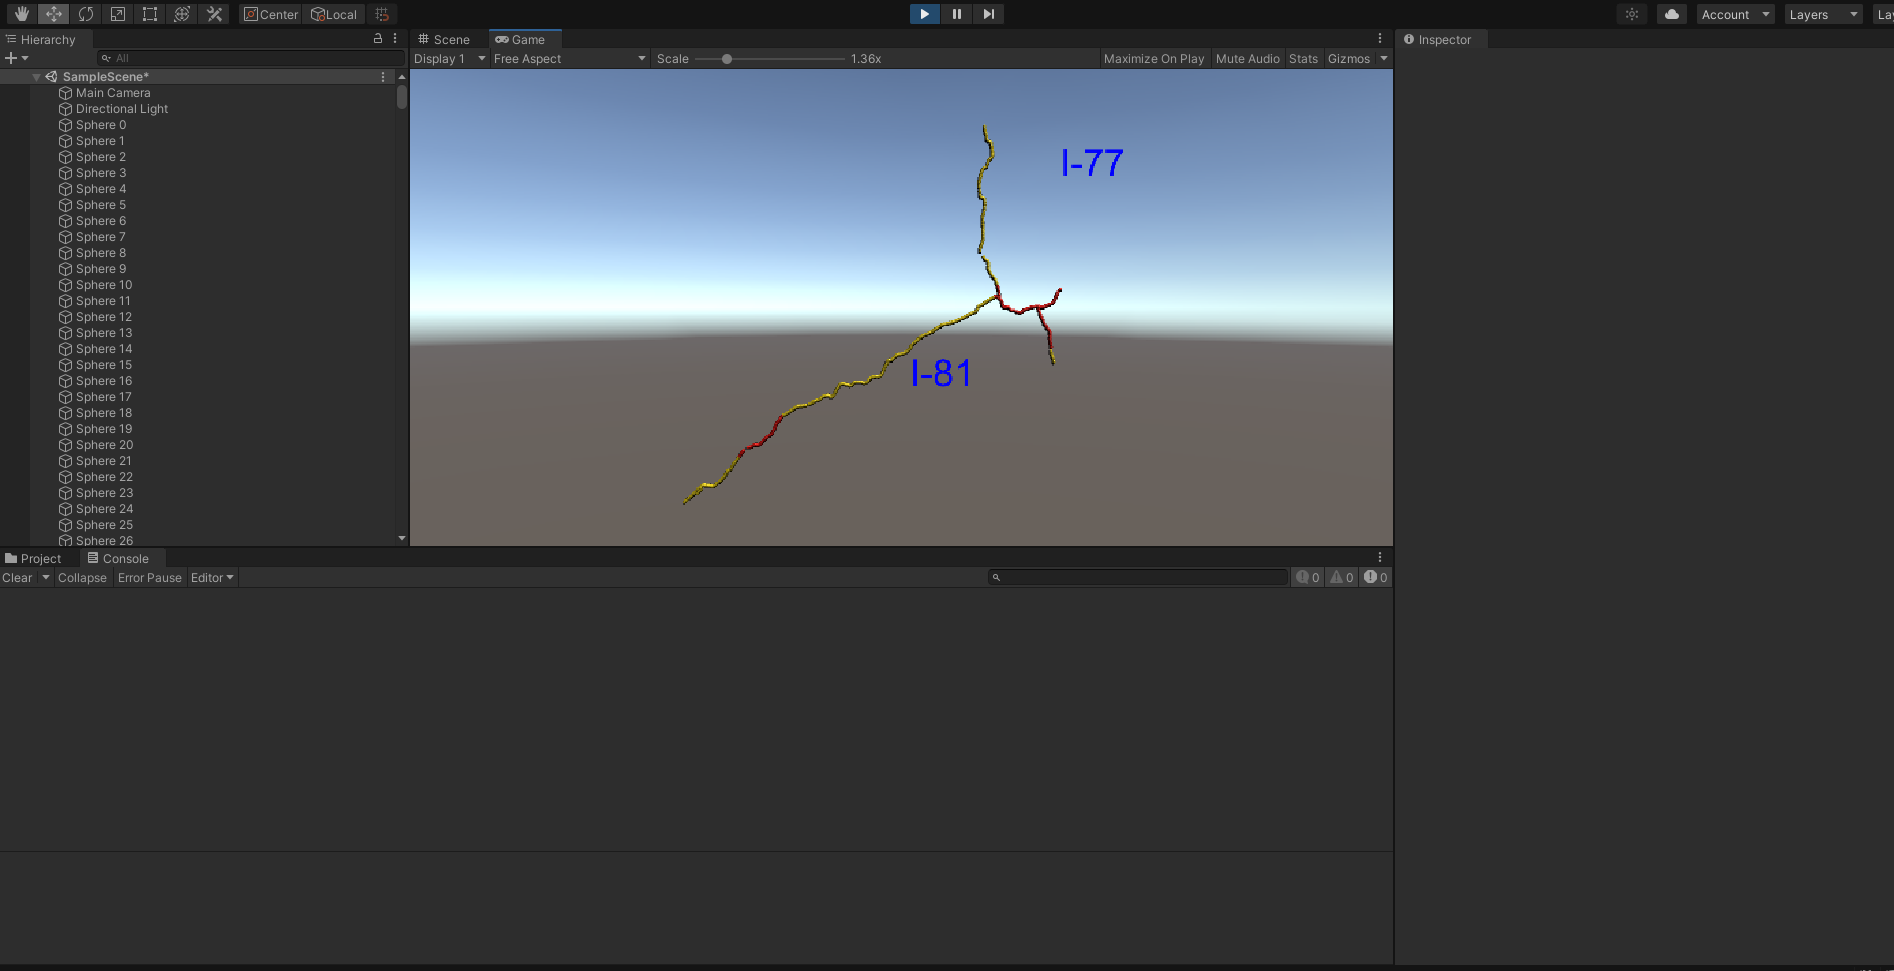 Center
Local
Account
Layers
Lay
Hierarchy
Scene
Game
Inspector
All
Display 1
Free Aspect
Scale
1.36x
Maximize On Play
Mute Audio
Stats
Gizmos
SampleScene*
Main Camera
Directional Light
Sphere 0
Sphere 1
Sphere 2
Sphere 3
Sphere 4
Sphere 5
Sphere 6
Sphere 7
Sphere 8
Sphere 9
Sphere 10
Sphere 11
Sphere 12
Sphere 13
Sphere 14
Sphere 15
Sphere 16
Sphere 17
Sphere 18
Sphere 19
Sphere 20
Sphere 21
Sphere 22
Sphere 23
Sphere 24
Sphere 25
Sphere 26
I-77
I-81
Project
Console
Clear
Collapse
Error Pause
Editor
0
0
0